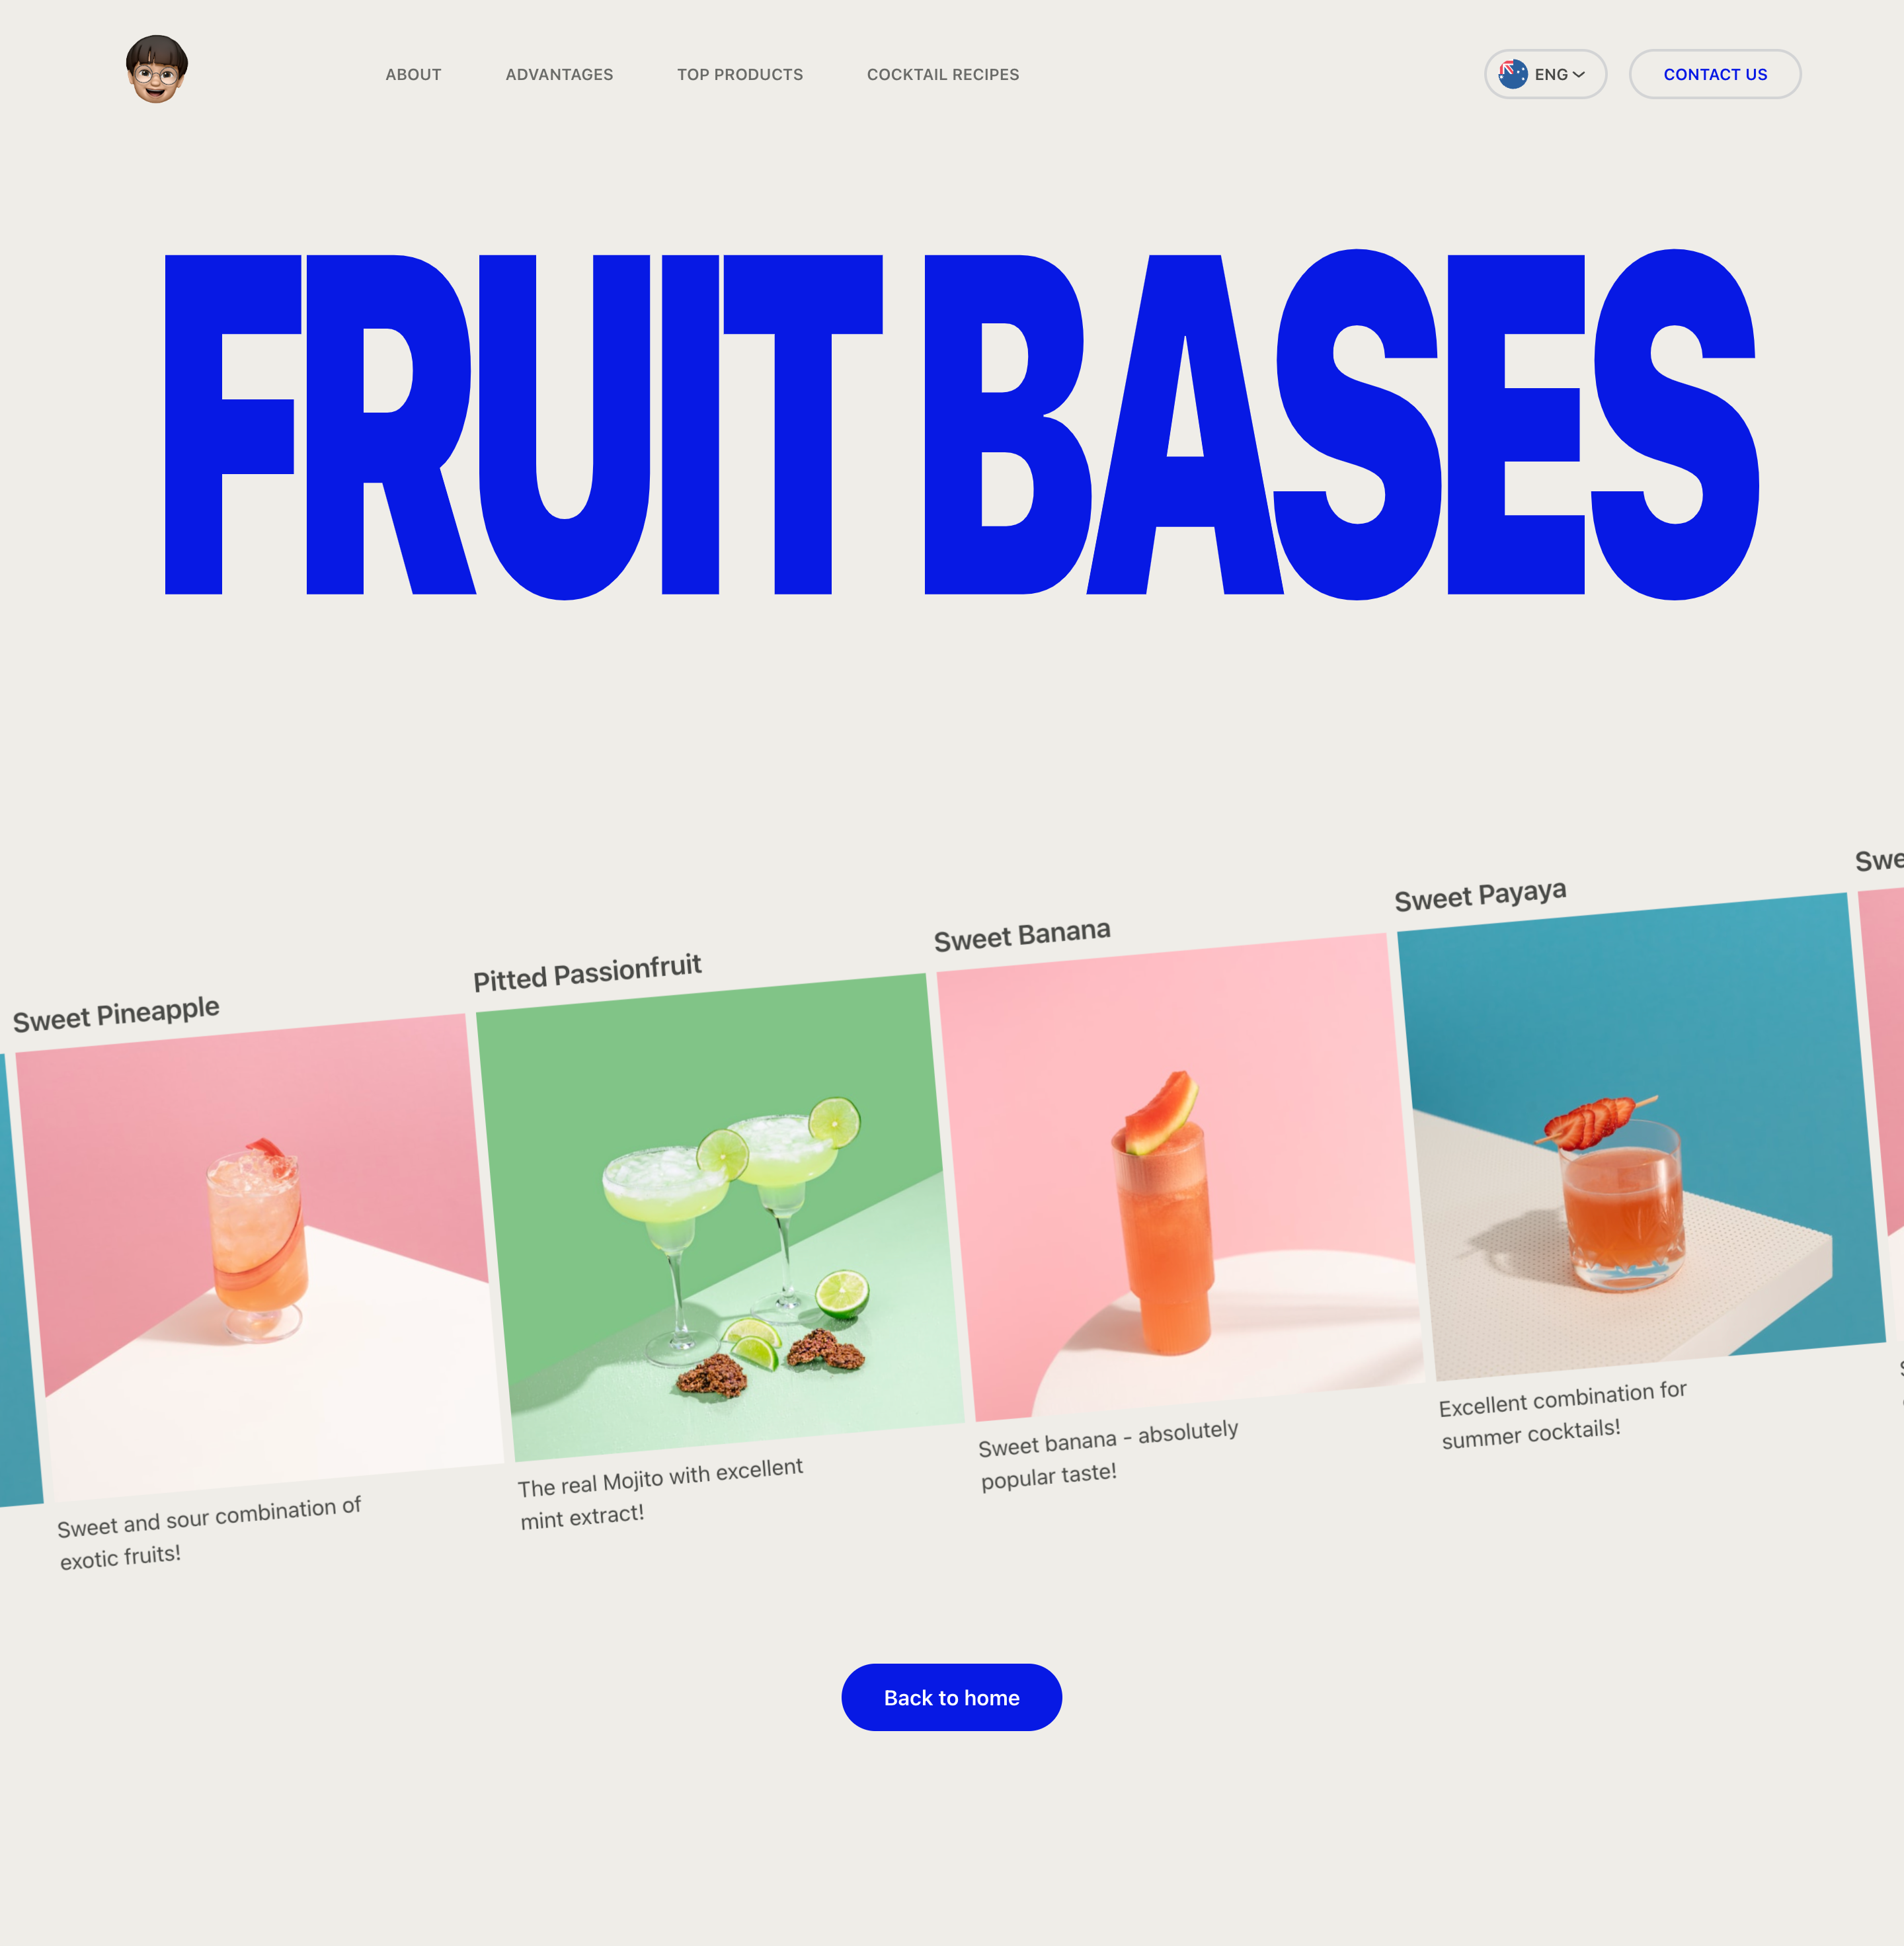 ABOUT
ADVANTAGES
TOP PRODUCTS
COCKTAIL RECIPES
ENG
CONTACT US
FRUIT BASES
Sweet Pineapple
Sweet and sour combination of
exotic fruits!
Pitted Passionfruit
The real Mojito with excellent
mint extract!
Sweet Banana
Sweet banana - absolutely
popular taste!
Sweet Payaya
Excellent combination for
summer cocktails!
Back to home